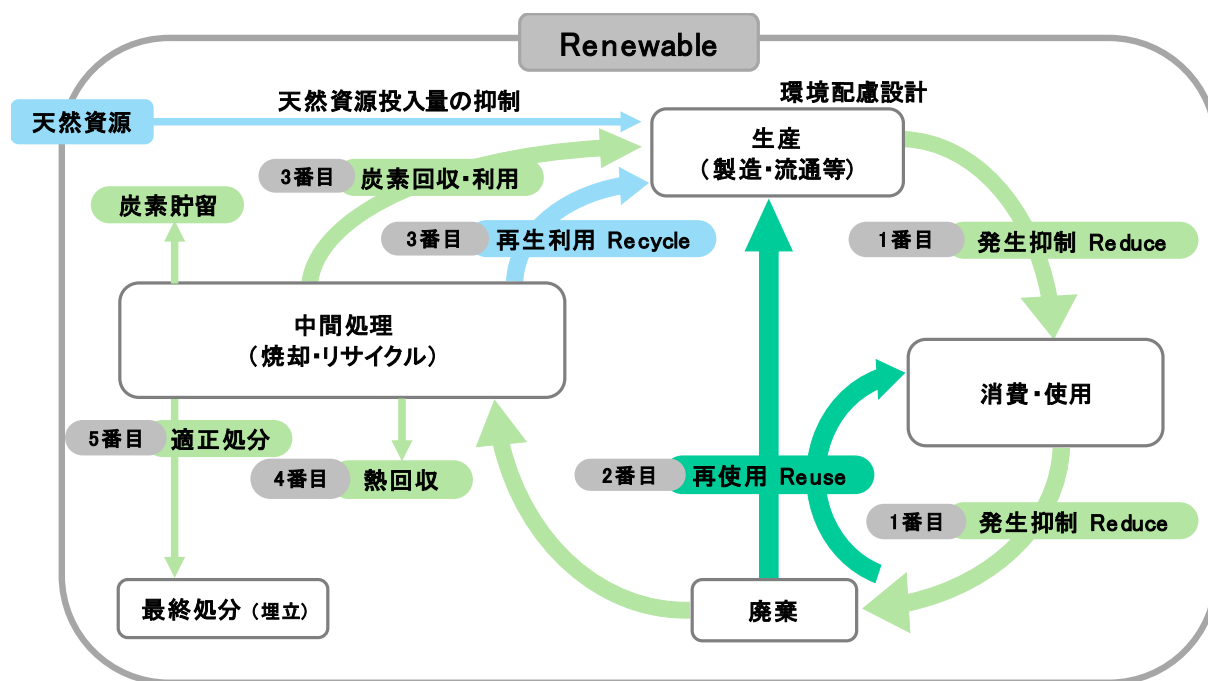 Renewable
天然資源投入量の抑制
環境配慮設計
天然資源
生産
(製造・流通等)
3番目 炭素回収・利用
炭素貯留
3番目 再生利用 Recycle
1番目 発生抑制 Reduce
中間処理
(焼却・リサイクル)
消費・使用
5番目 適正処分
4番目 熱回収
2番目 再使用 Reuse
1番目 発生抑制 Reduce
最終処分 (埋立)
廃棄